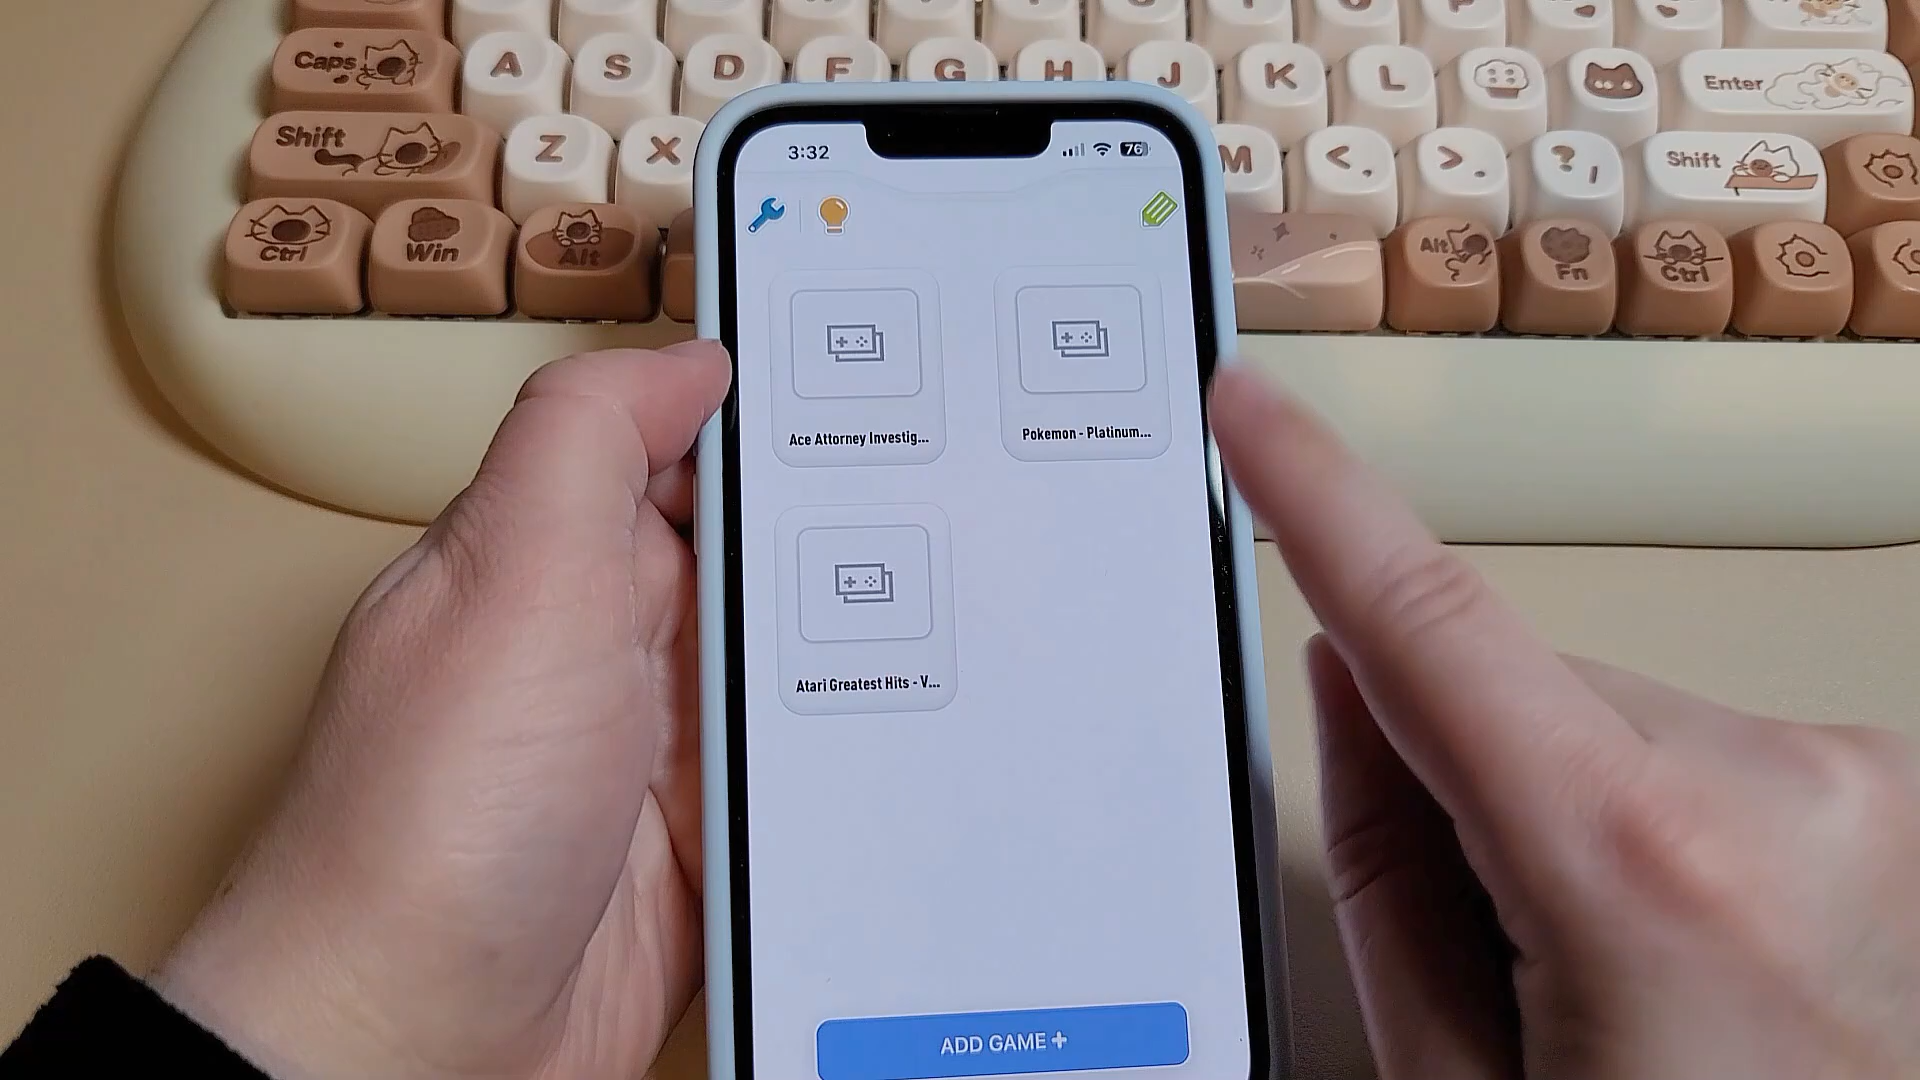 Caps
A
S
D
F
G
H
J
K
L
Enter
Shift
Z
X
M
< ,
> .
? /
Shift
Ctrl
Win
Alt
Alt
Fn
Ctrl
3:32
76
Ace Attorney Investig...
Pokemon - Platinum...
Atari Greatest Hits - V...
ADD GAME +